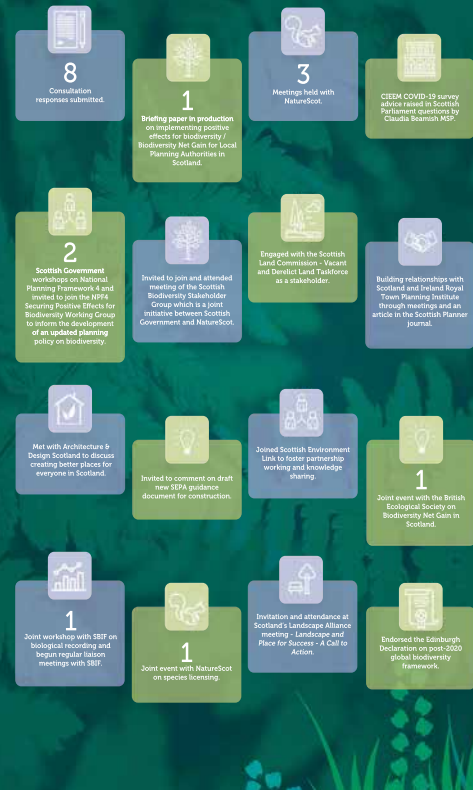 8
Consultation
responses submitted.
1
Briefing paper in production
on implementing positive
effects for biodiversity /
Biodiversity Net Gain for Local
Planning Authorities in
Scotland.
3
Meetings held with
NatureScot.
CIEEM COVID-19 survey
advice raised in Scottish
Parliament questions by
Claudia Beamish MSP.
2
Scottish Government
workshops on National
Planning Framework 4 and
invited to join the NPF4
Securing Positive Effects for
Biodiversity Working Group
to inform the development
of an updated planning
policy on biodiversity.
Invited to join and attended
meeting of the Scottish
Biodiversity Stakeholder
Group which is a joint
initiative between Scottish
Government and NatureScot.
Engaged with the Scottish
Land Commission - Vacant
and Derelict Land Taskforce
as a stakeholder.
Building relationships with
Scotland and Ireland Royal
Town Planning Institute
through meetings and an
article in the Scottish Planner
journal.
Met with Architecture &
Design Scotland to discuss
creating better places for
everyone in Scotland.
Invited to comment on draft
new SEPA guidance
document for construction.
Joined Scottish Environment
Link to foster partnership
working and knowledge
sharing.
1
Joint event with the British
Ecological Society on
Biodiversity Net Gain in
Scotland.
1
Joint workshop with SBIF on
biological recording and
begun regular liaison
meetings with SBIF.
1
Joint event with NatureScot
on species licensing.
Invitation and attendance at
Scotland's Landscape Alliance
meeting - Landscape and
Place for Success - A Call to
Action.
Endorsed the Edinburgh
Declaration on post-2020
global biodiversity
framework.